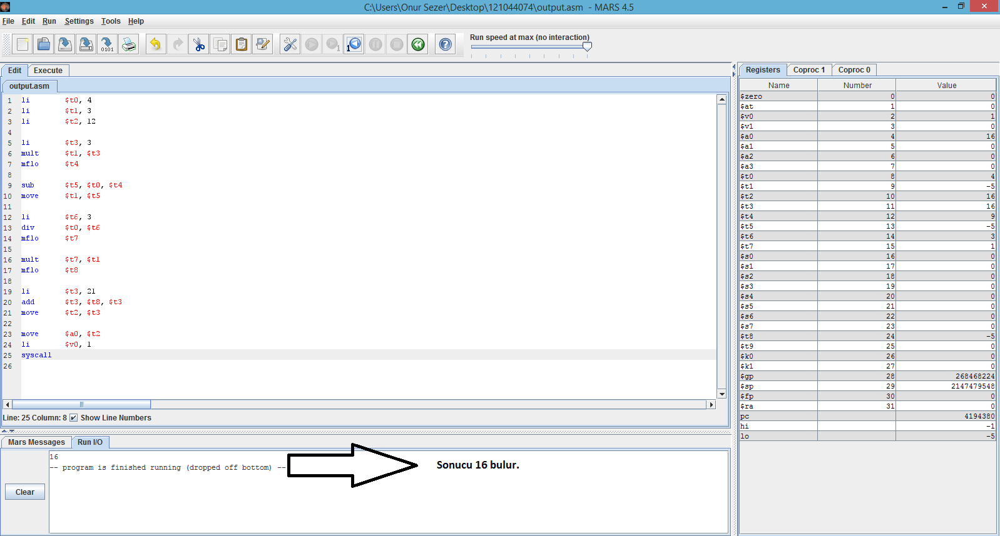 C:\Users\Onur Sezer\Desktop\121044074\output.asm - MARS 4.5
File Edit Run Settings Tools Help
Run speed at max (no interaction)
Edit Execute
output.asm
1 li $t0, 4
2 li $t1, 3
3 li $t2, 12
4
5 li $t3, 3
6 mult $t1, $t3
7 mflo $t4
8
9 sub $t5, $t0, $t4
10 move $t1, $t5
11
12 li $t6, 3
13 div $t0, $t6
14 mflo $t7
15
16 mult $t7, $t1
17 mflo $t8
18
19 li $t3, 21
20 add $t3, $t8, $t3
21 move $t2, $t3
22
23 move $a0, $t2
24 li $v0, 1
25 syscall
26
Line: 25 Column: 8 Show Line Numbers
Mars Messages Run I/O
16
-- program is finished running (dropped off bottom) --
Sonucu 16 bulur.
Clear
Registers Coproc 1 Coproc 0
Name Number Value
$zero 0 0
$at 1 0
$v0 2 1
$v1 3 0
$a0 4 16
$a1 5 0
$a2 6 0
$a3 7 0
$t0 8 4
$t1 9 -5
$t2 10 16
$t3 11 16
$t4 12 9
$t5 13 -5
$t6 14 3
$t7 15 1
$s0 16 0
$s1 17 0
$s2 18 0
$s3 19 0
$s4 20 0
$s5 21 0
$s6 22 0
$s7 23 0
$t8 24 -5
$t9 25 0
$k0 26 0
$k1 27 0
$gp 28 268468224
$sp 29 2147479548
$fp 30 0
$ra 31 0
pc 4194380
hi -1
lo -5